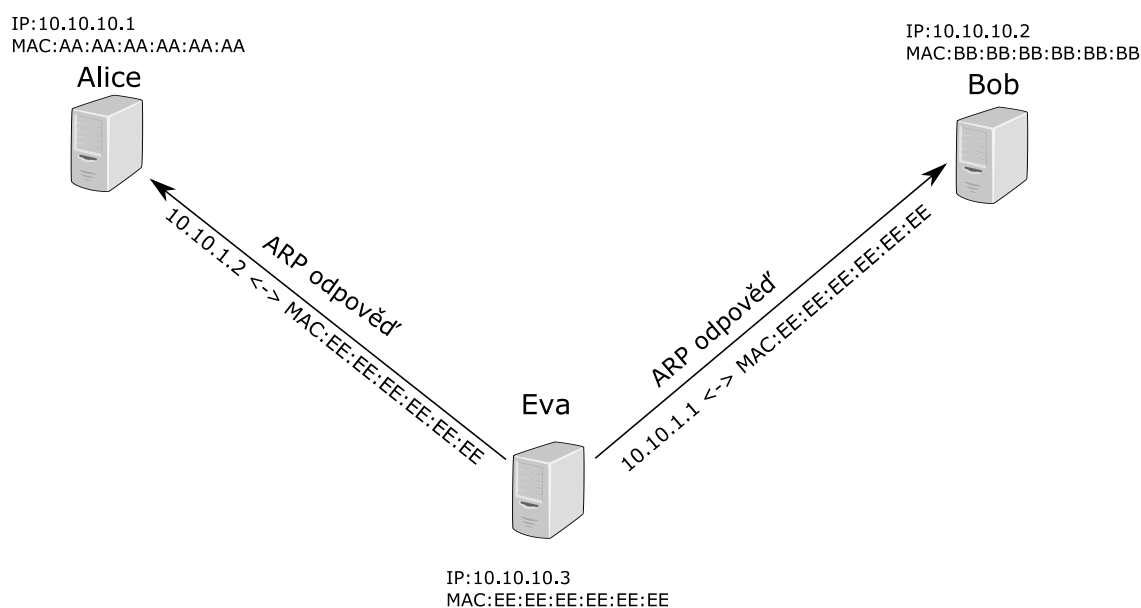 IP:10.10.10.1
MAC:AA:AA:AA:AA:AA:AA
Alice
IP:10.10.10.2
MAC:BB:BB:BB:BB:BB:BB
Bob
ARP odpověď
10.10.1.2 <-> MAC:EE:EE:EE:EE:EE:EE
ARP odpověď
10.10.1.1 <-> MAC:EE:EE:EE:EE:EE:EE
Eva
IP:10.10.10.3
MAC:EE:EE:EE:EE:EE:EE